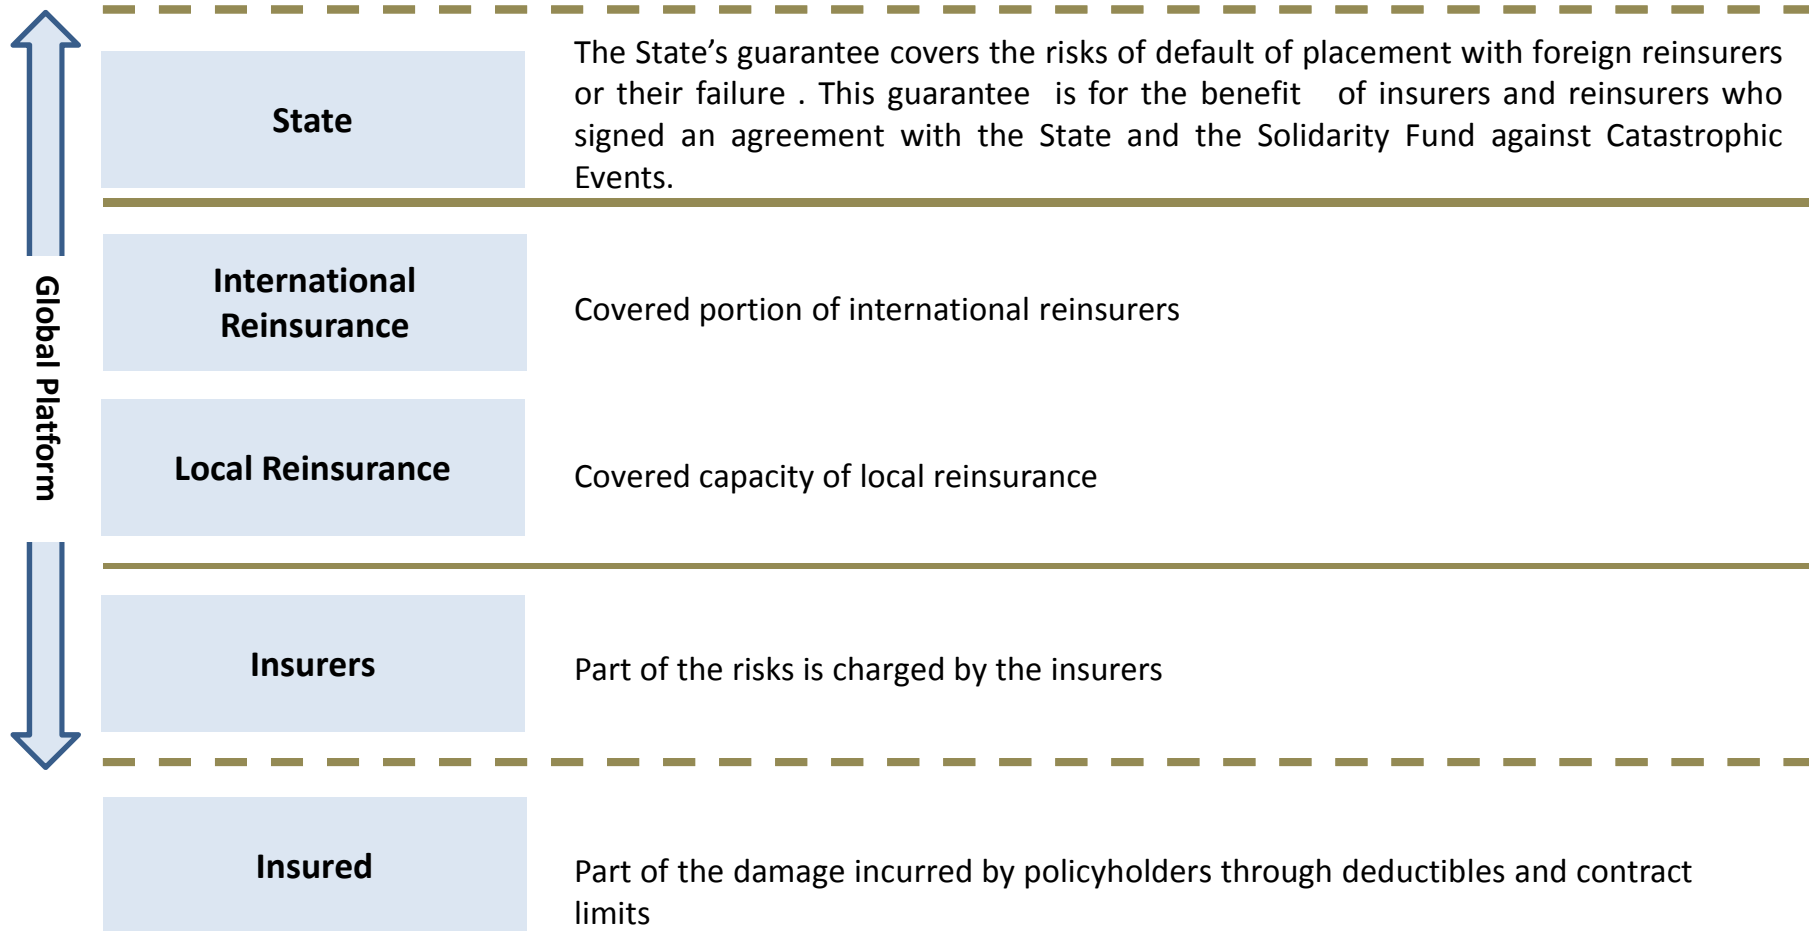 State
The State’s guarantee covers the risks of default of placement with foreign reinsurers
or their failure . This guarantee is for the benefit of insurers and reinsurers who
signed an agreement with the State and the Solidarity Fund against Catastrophic
Events.
Global Platform
International
Reinsurance
Covered portion of international reinsurers
Local Reinsurance
Covered capacity of local reinsurance
Insurers
Part of the risks is charged by the insurers
Insured
Part of the damage incurred by policyholders through deductibles and contract
limits